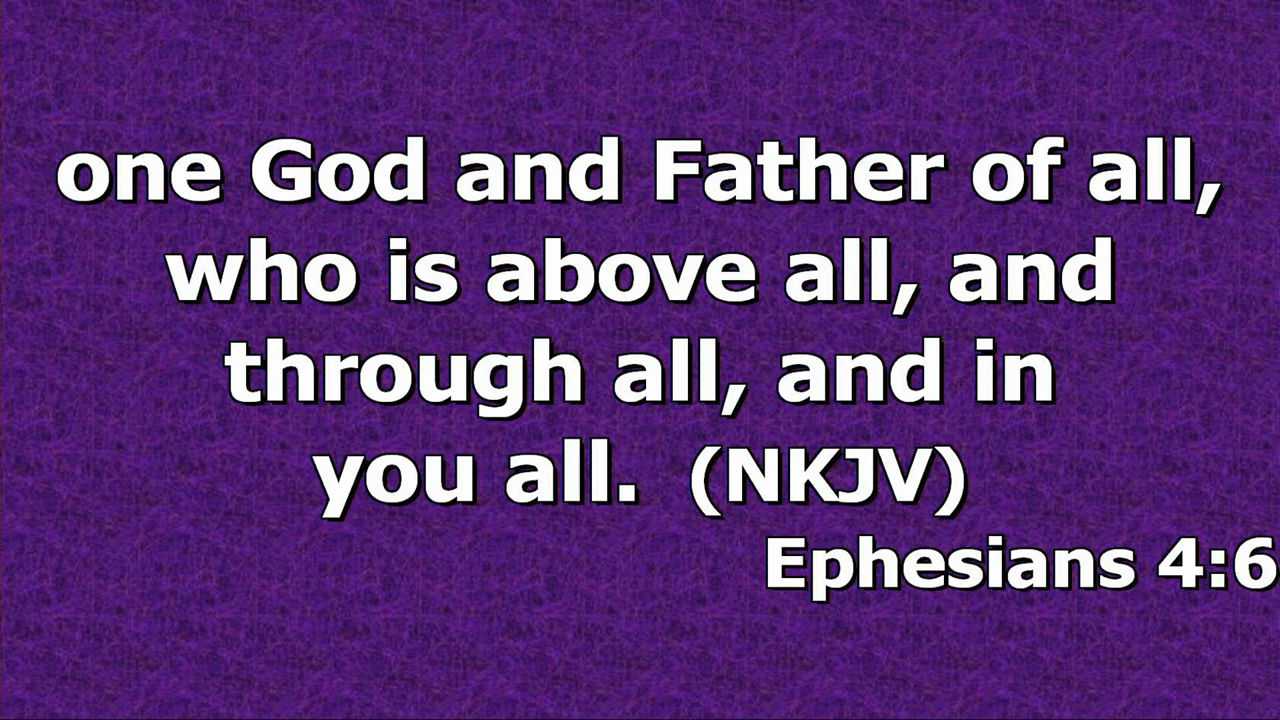 one God and Father of all,
who is above all, and
through all, and in
you all.  (NKJV)
Ephesians 4:6